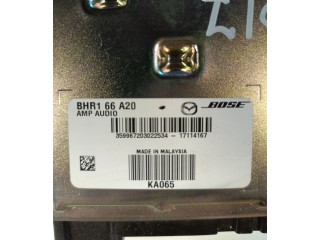 BHR1 66 A20
AMP AUDIO
BOSE
359967203022534 - 17114167
MADE IN MALAYSIA
KA065